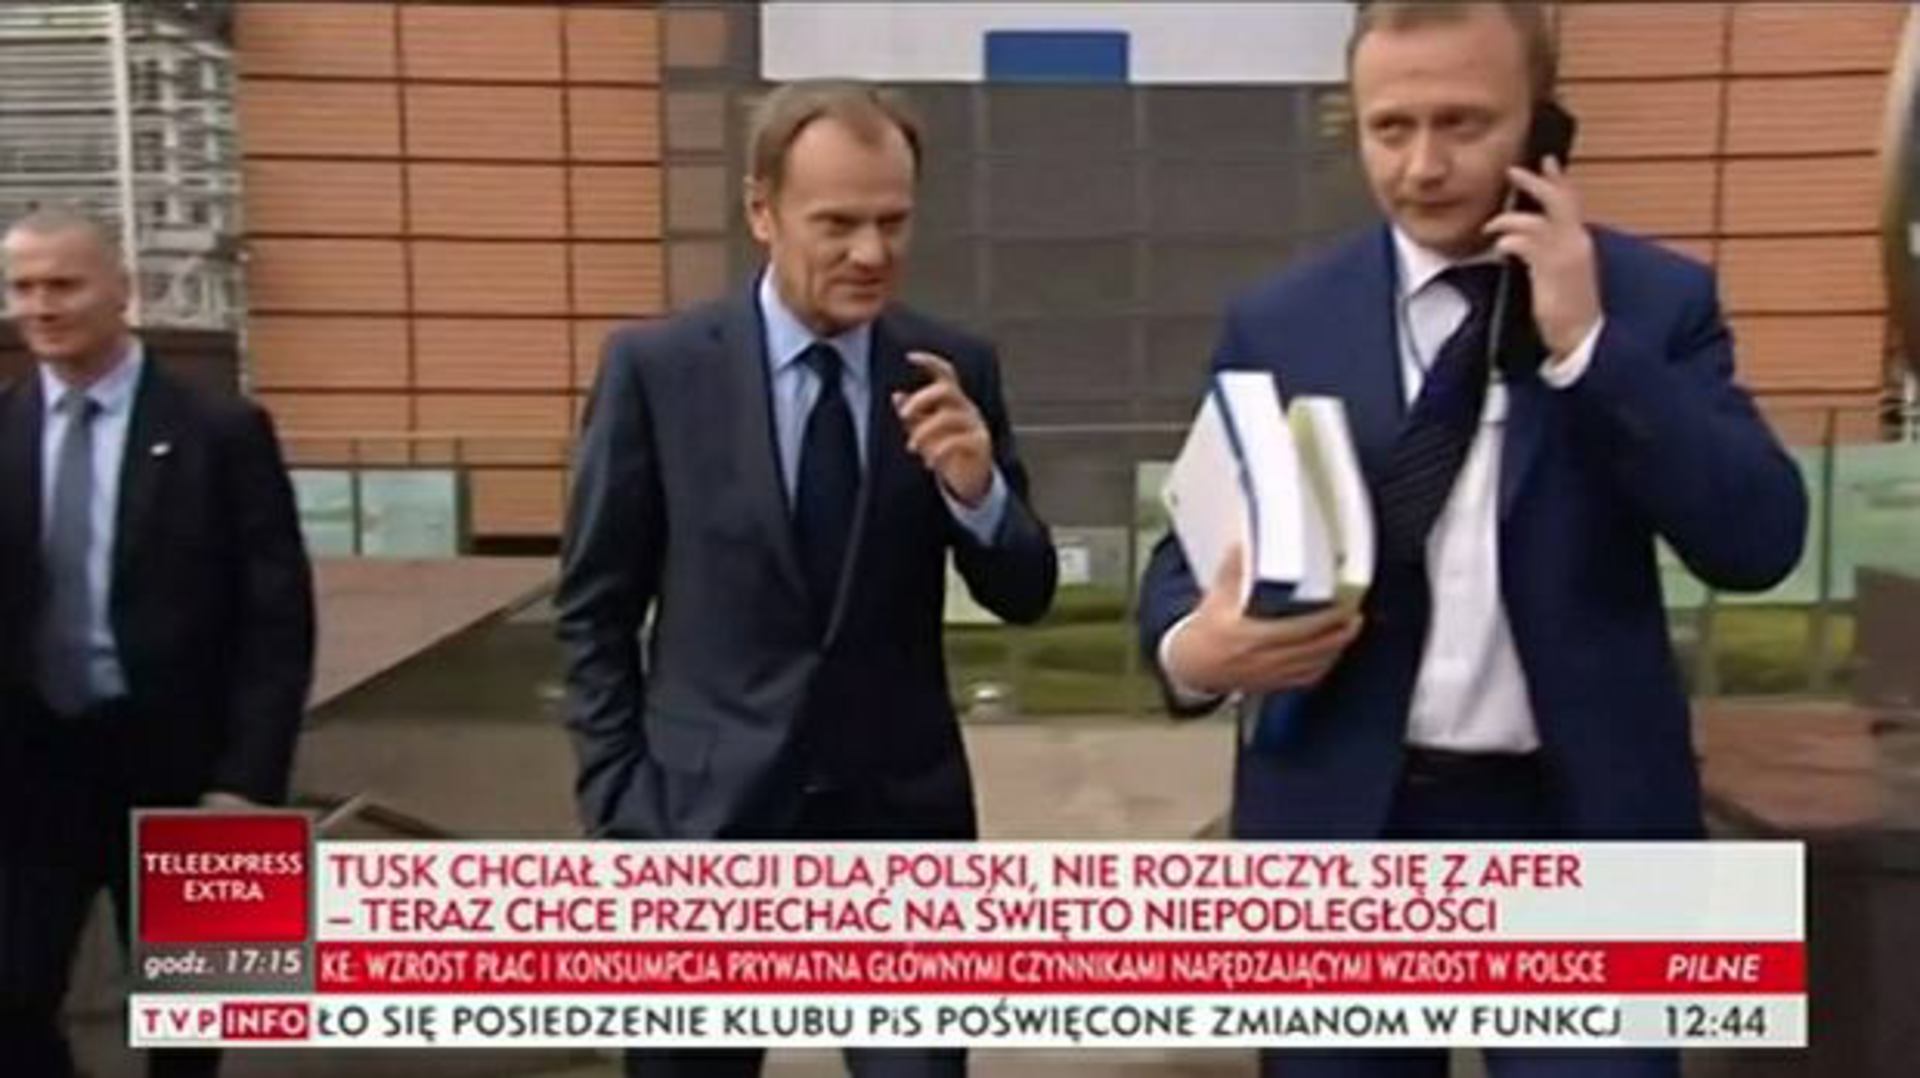 TELEEXPRESS
EXTRA
TUSK CHCIAŁ SANKCJI DLA POLSKI, NIE ROZLICZYŁ SIĘ Z AFER
– TERAZ CHCE PRZYJECHAĆ NA ŚWIĘTO NIEPODLEGŁOŚCI
godz. 17:15
KE: WZROST PŁAC I KONSUMPCJA PRYWATNA GŁÓWNYMI CZYNNIKAMI NAPĘDZAJĄCYMI WZROST W POLSCE PILNE
TVP INFO ŁO SIĘ POSIEDZENIE KLUBU PiS POŚWIĘCONE ZMIANOM W FUNKCJ 12:44